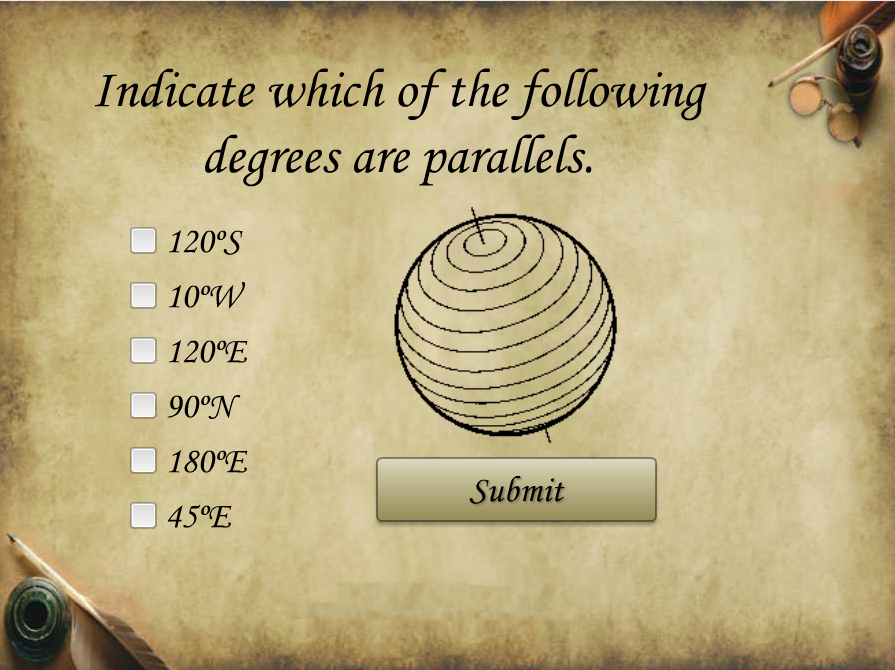 Indicate which of the following
degrees are parallels.
120ºS
10ºW
120ºE
90ºN
180ºE
45ºE
Submit